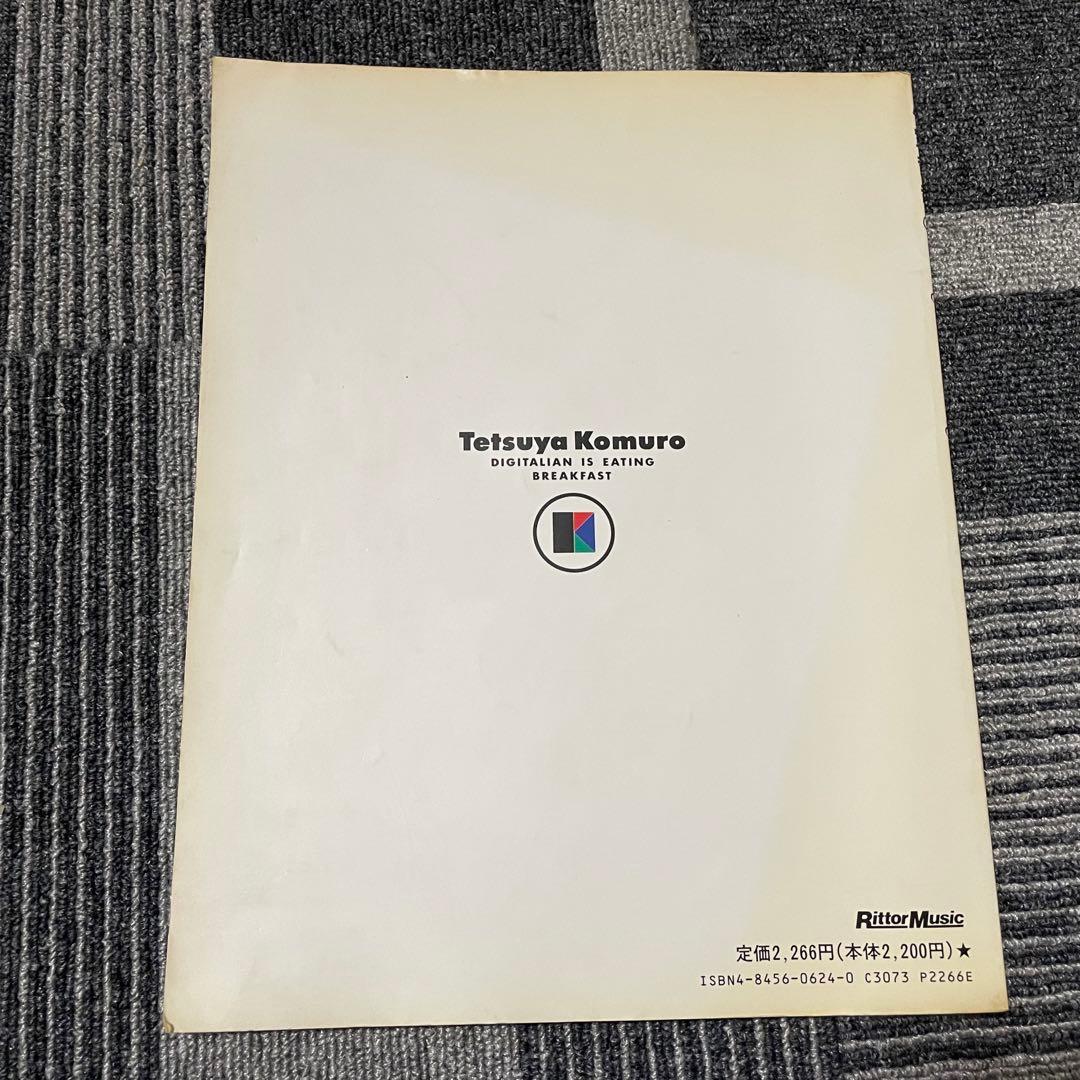 Tetsuya Komuro
DIGITALIAN IS EATING
BREAKFAST
RittorMusic
定価2,266円(本体2,200円)★
ISBN4-8456-0624-0 C3073 P2266E